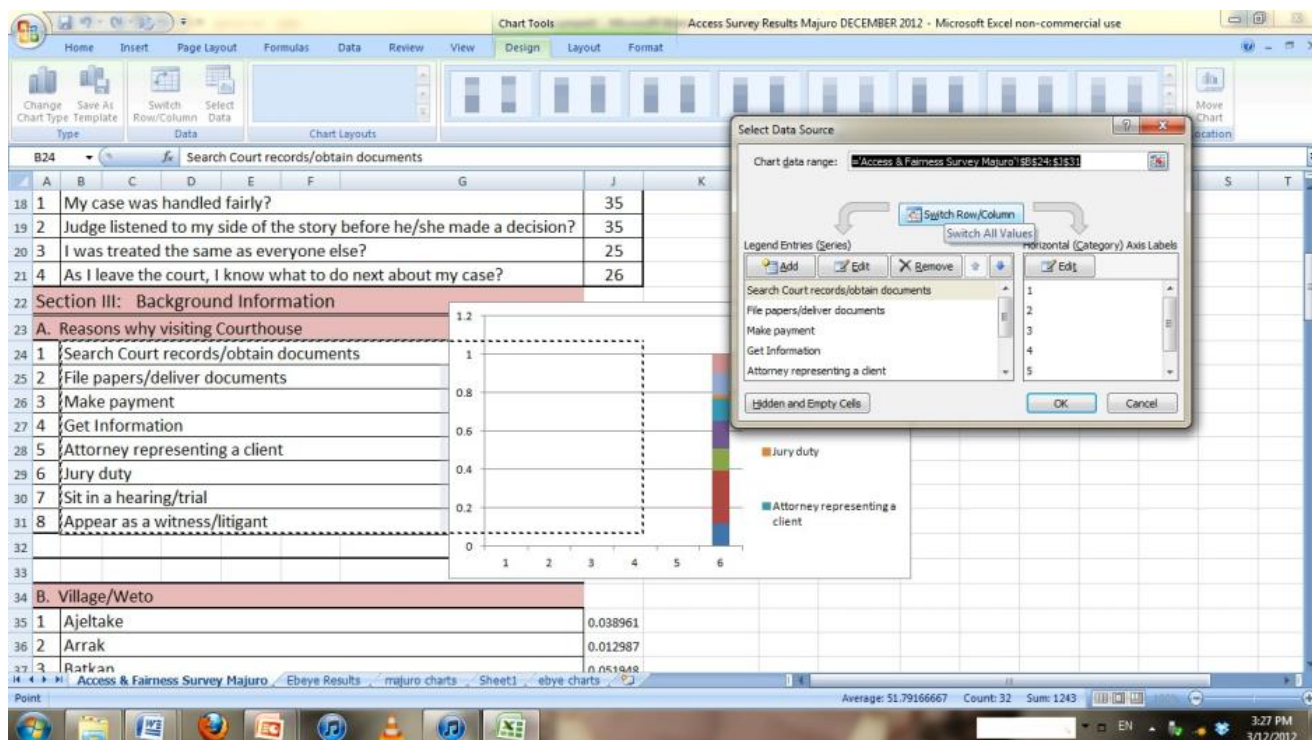 Chart Tools
Access Survey Results Majuro DECEMBER 2012 - Microsoft Excel non-commercial use
Home Insert Page Layout Formulas Data Review View Design Layout Format
Change Chart Type
Save As Template
Switch Row/Column
Select Data
Move Chart
Type Data Chart Layouts Location
B24 fx Search Court records/obtain documents
A B C D E F G J K S T
18 1 My case was handled fairly? 35
19 2 Judge listened to my side of the story before he/she made a decision? 35
20 3 I was treated the same as everyone else? 25
21 4 As I leave the court, I know what to do next about my case? 26
22 Section III: Background Information
23 A. Reasons why visiting Courthouse
24 1 Search Court records/obtain documents
25 2 File papers/deliver documents
26 3 Make payment
27 4 Get Information
28 5 Attorney representing a client
29 6 Jury duty
30 7 Sit in a hearing/trial
31 8 Appear as a witness/litigant
32
33
34 B. Village/Weto
35 1 Ajeltake 0.038961
36 2 Arrak 0.012987
37 3 Batkan 0.051948
1.2
1
0.8
0.6
0.4
0.2
0
1 2 3 4 5 6
Jury duty
Attorney representing a
client
Select Data Source
Chart data range: ='Access & Fairness Survey Majuro'!$B$24:$J$31
Switch Row/Column
Switch All Values
Legend Entries (Series) Horizontal (Category) Axis Labels
Add Edit Remove Edit
Search Court records/obtain documents 1
File papers/deliver documents 2
Make payment 3
Get Information 4
Attorney representing a client 5
Hidden and Empty Cells OK Cancel
Access & Fairness Survey Majuro Ebeye Results majuro charts Sheet1 ebye charts
Point Average: 51.79166667 Count: 32 Sum: 1243 100%
EN 3:27 PM
3/12/2012